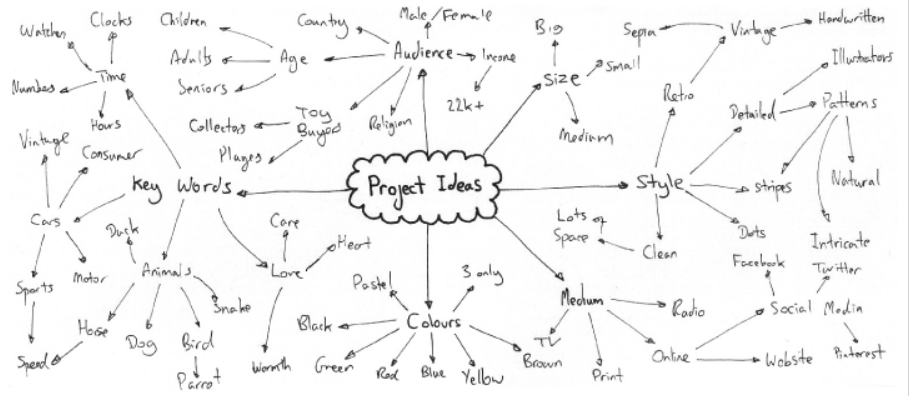 Watches
Clocks
Time
Numbers
Hours
Children
Adults
Seniors
Age
Country
Male/Female
Audience
Income
22k+
Religion
Toy
Buyers
Collectors
Big
Size
Small
Medium
Sepia
Vintage
Handwritten
Retro
Illustrators
Detailed
Patterns
Stripes
Natural
Intricate
Dots
Style
Lots of
Space
Clean
Project Ideas
Key Words
Vintage
Consumer
Cars
Sports
Motor
Speed
Duck
Animals
Horse
Dog
Bird
Parrot
Snake
Care
Heart
Love
Warmth
Pastel
3 only
Colours
Black
Green
Red
Blue
Yellow
Brown
Medium
Radio
TV
Print
Online
Website
Social Media
Facebook
Twitter
Pinterest